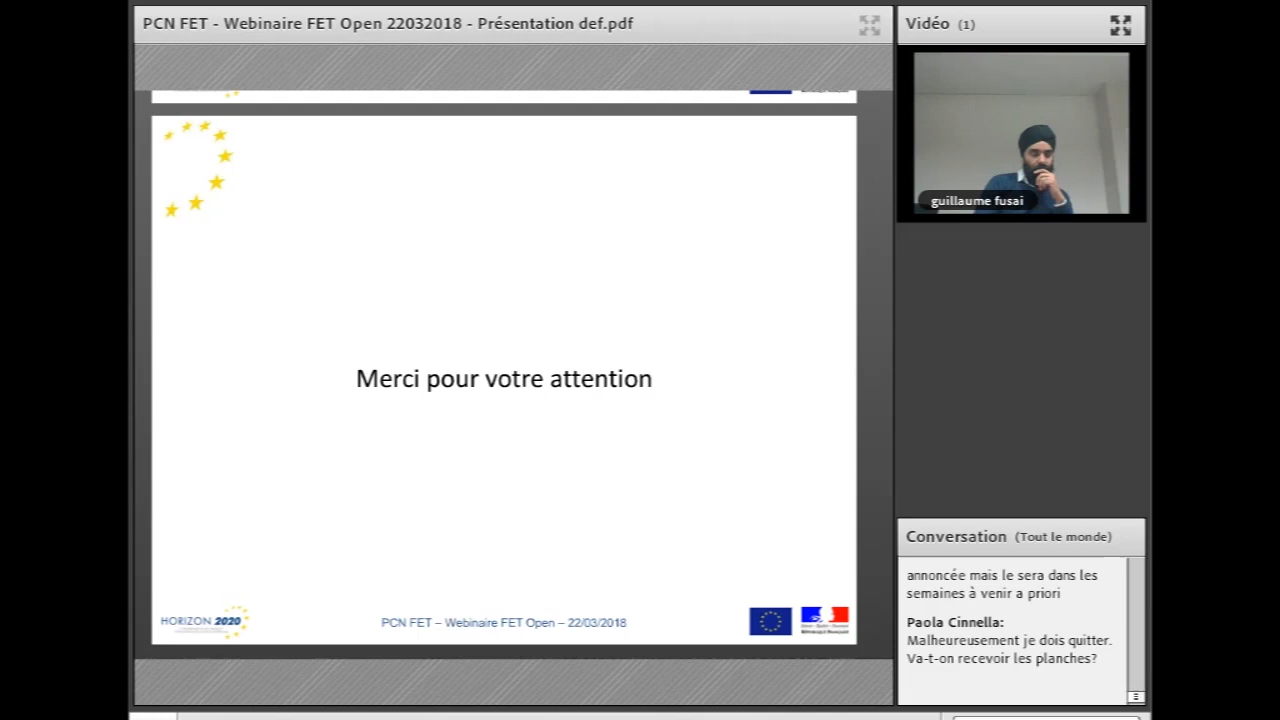 PCN FET - Webinaire FET Open 22032018 - Présentation def.pdf
Vidéo (1)
guillaume fusai
Merci pour votre attention
Conversation (Tout le monde)
annoncée mais le sera dans les
semaines à venir a priori
Paola Cinnella:
Malheureusement je dois quitter.
Va-t-on recevoir les planches?
HORIZON 2020
PCN FET – Webinaire FET Open – 22/03/2018
RÉPUBLIQUE FRANÇAISE